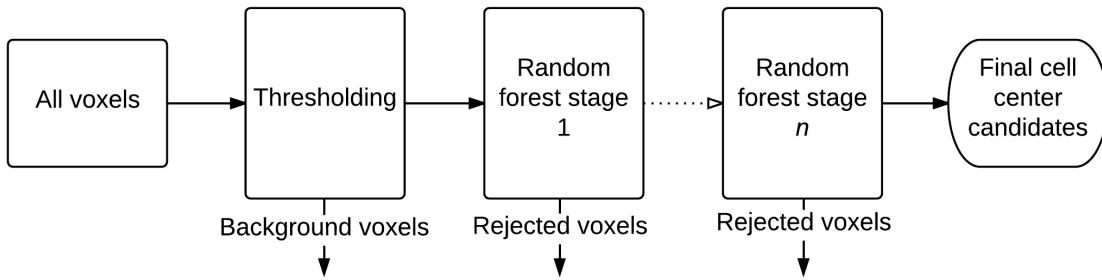 All voxels
Thresholding
Random
forest stage
1
Random
forest stage
n
Final cell
center
candidates
Background voxels
Rejected voxels
Rejected voxels